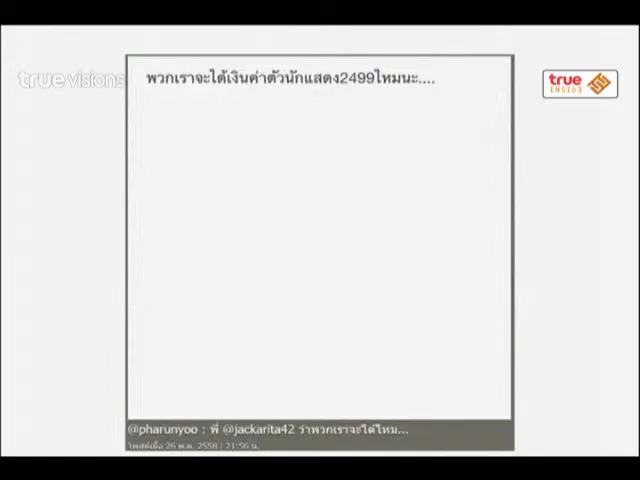 true visions
พวกเราจะได้เงินค่าตัวนักแสดง2499ไหมนะ....
true
INSIDE
@pharunyoo : พี่ @jackarita42 ว่าพวกเราจะได้ไหม...
โพสต์เมื่อ 26 พ.ค. 2558 | 21:56 น.